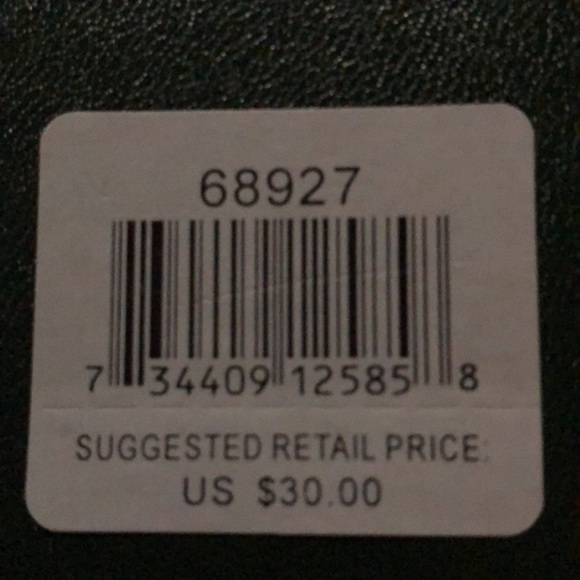 68927
7 34409 12585 8
SUGGESTED RETAIL PRICE:
US $30.00